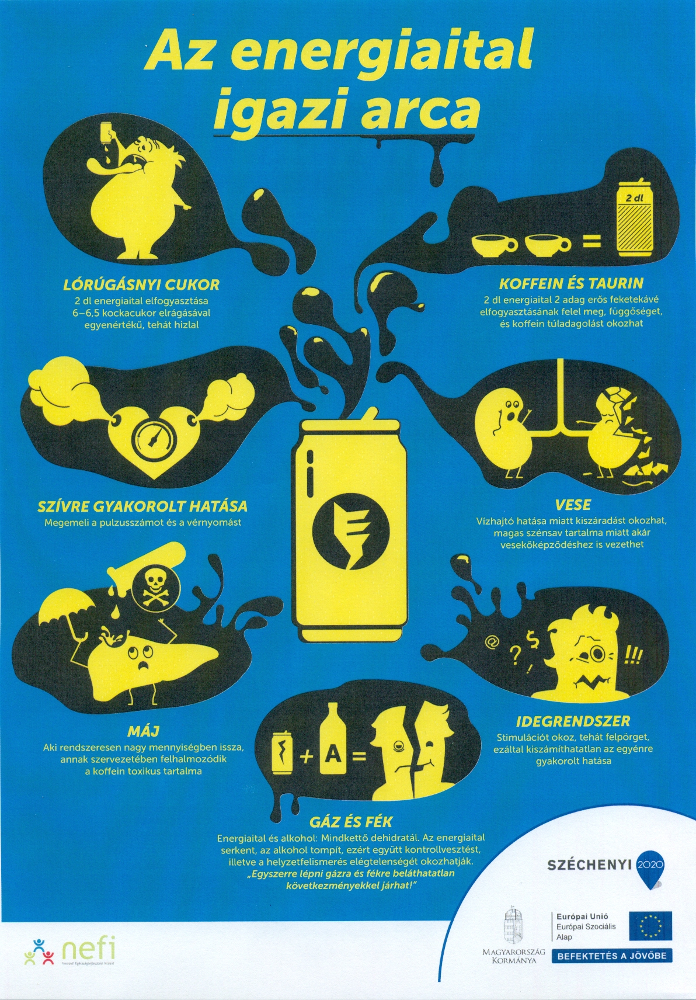 Az energiaital
igazi arca
2 dl
LÓRÚGÁSNYI CUKOR
2 dl energiaital elfogyasztása
6–6,5 kockacukor elrágásával
egyenértékű, tehát hizlal
KOFFEIN ÉS TAURIN
2 dl energiaital 2 adag erős feketekávé
elfogyasztásának felel meg, függőséget,
és koffein túladagolást okozhat
SZÍVRE GYAKOROLT HATÁSA
Megemeli a pulzusszámot és a vérnyomást
VESE
Vízhajtó hatása miatt kiszáradást okozhat,
magas szénsav tartalma miatt akár
vesekőképződéshez is vezethet
MÁJ
Aki rendszeresen nagy mennyiségben issza,
annak szervezetében felhalmozódik
a koffein toxikus tartalma
@ ? $ ! !!!
IDEGRENDSZER
Stimulációt okoz, tehát felpörget,
ezáltal kiszámíthatatlan az egyénre
gyakorolt hatása
+ A =
GÁZ ÉS FÉK
Energiaital és alkohol: Mindkettő dehidratál. Az energiaital
serkent, az alkohol tompít, ezért együtt kontrollvesztést,
illetve a helyzetfelismerés elégtelenségét okozhatják.
„Egyszerre lépni gázra és fékre beláthatatlan
következményekkel járhat!”
SZÉCHENYI 2020
nefi
Nemzeti Egészségfejlesztési Intézet
MAGYARORSZÁG
KORMÁNYA
Európai Unió
Európai Szociális
Alap
BEFEKTETÉS A JÖVŐBE